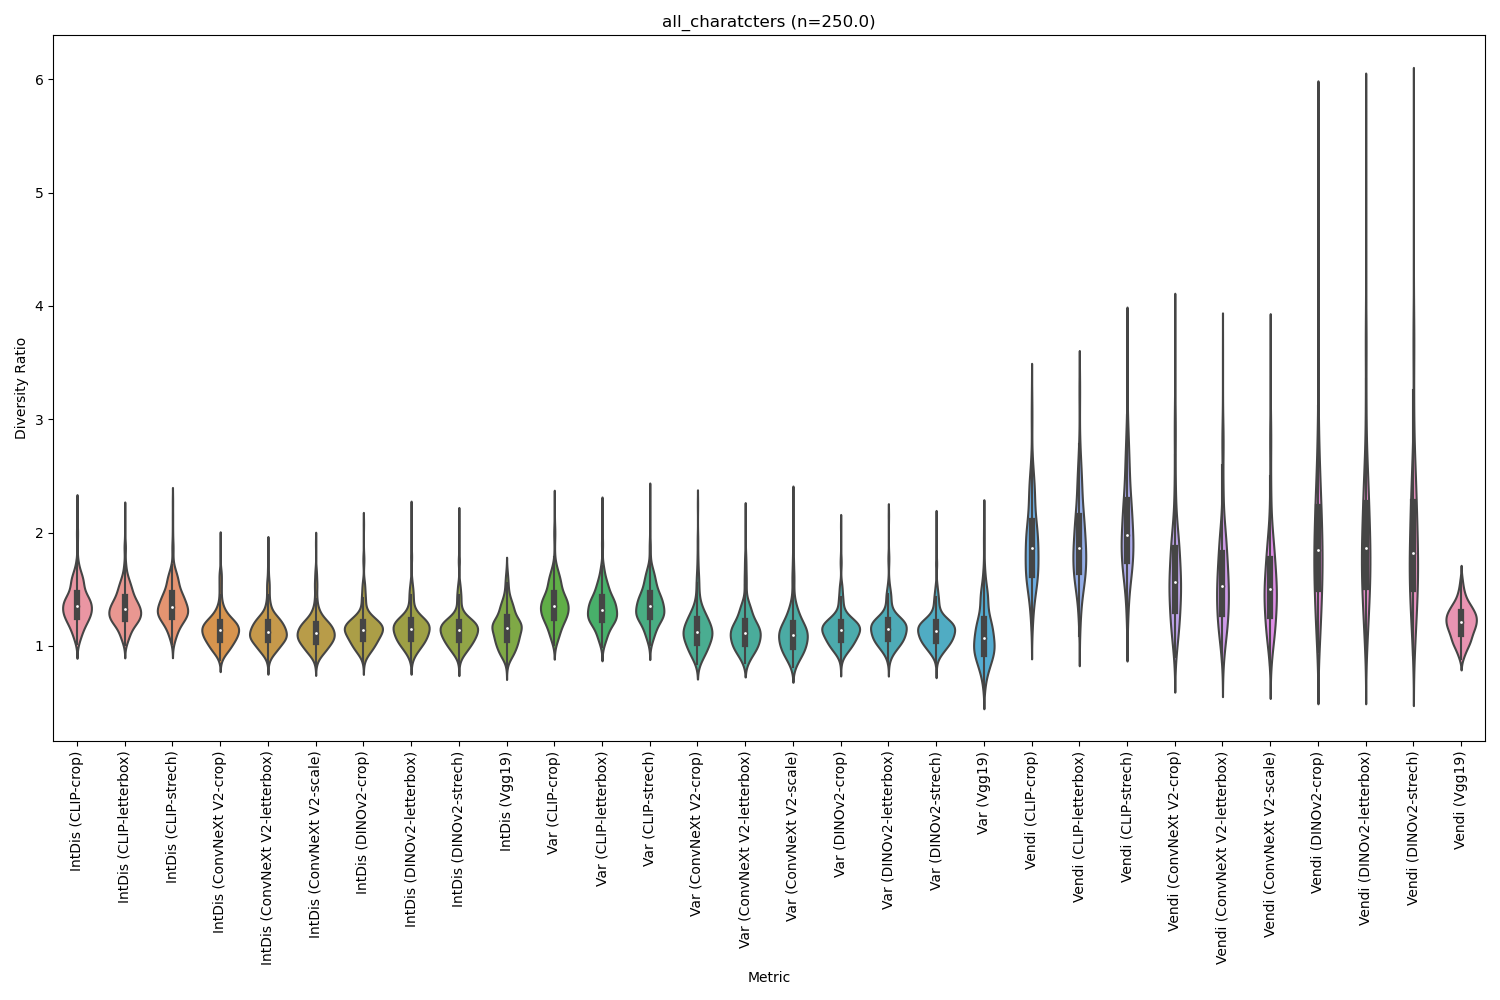 all_charatcters (n=250.0)
Diversity Ratio
6
5
4
3
2
1
IntDis (CLIP-crop)
IntDis (CLIP-letterbox)
IntDis (CLIP-strech)
IntDis (ConvNeXt V2-crop)
IntDis (ConvNeXt V2-letterbox)
IntDis (ConvNeXt V2-scale)
IntDis (DINOv2-crop)
IntDis (DINOv2-letterbox)
IntDis (DINOv2-strech)
IntDis (Vgg19)
Var (CLIP-crop)
Var (CLIP-letterbox)
Var (CLIP-strech)
Var (ConvNeXt V2-crop)
Var (ConvNeXt V2-letterbox)
Var (ConvNeXt V2-scale)
Var (DINOv2-crop)
Var (DINOv2-letterbox)
Var (DINOv2-strech)
Var (Vgg19)
Vendi (CLIP-crop)
Vendi (CLIP-letterbox)
Vendi (CLIP-strech)
Vendi (ConvNeXt V2-crop)
Vendi (ConvNeXt V2-letterbox)
Vendi (ConvNeXt V2-scale)
Vendi (DINOv2-crop)
Vendi (DINOv2-letterbox)
Vendi (DINOv2-strech)
Vendi (Vgg19)
Metric